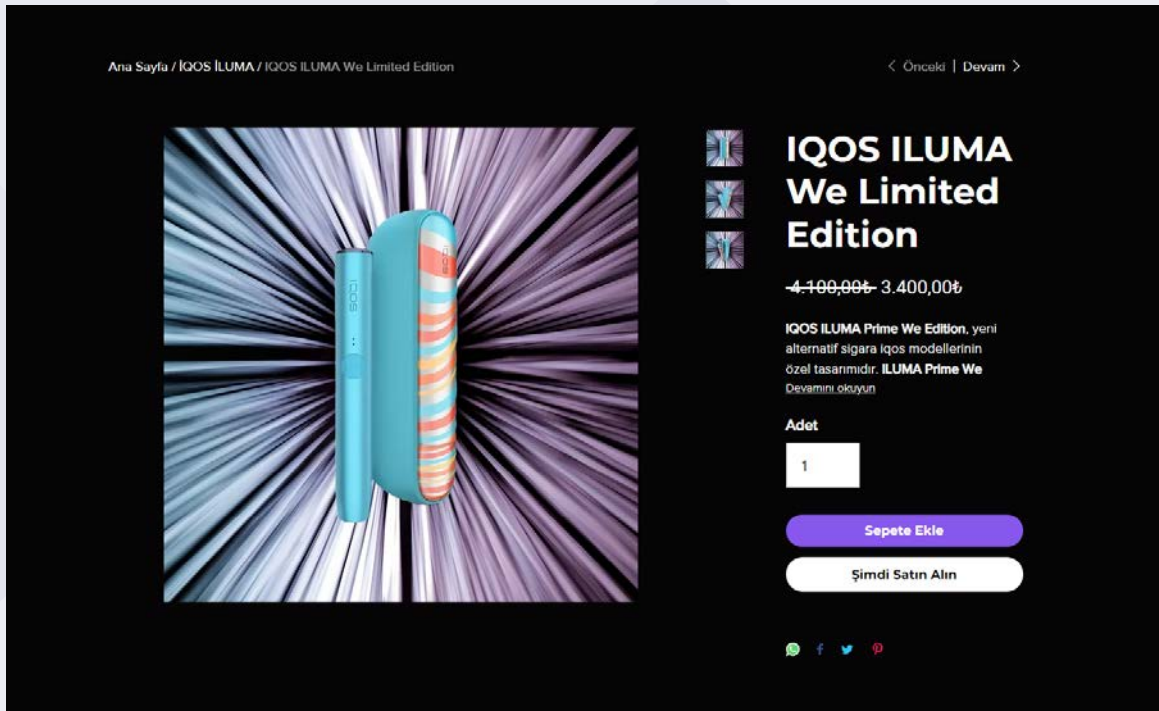 Ana Sayfa / İQOS İLUMA / IQOS ILUMA We Limited Edition
< Önceki | Devam >
IQOS
IQOS
IQOS ILUMA
We Limited
Edition
4.100,00₺ 3.400,00₺
IQOS ILUMA Prime We Edition, yeni
alternatif sigara iqos modellerinin
özel tasarımıdır. ILUMA Prime We
Devamını okuyun
Adet
1
Sepete Ekle
Şimdi Satın Alın